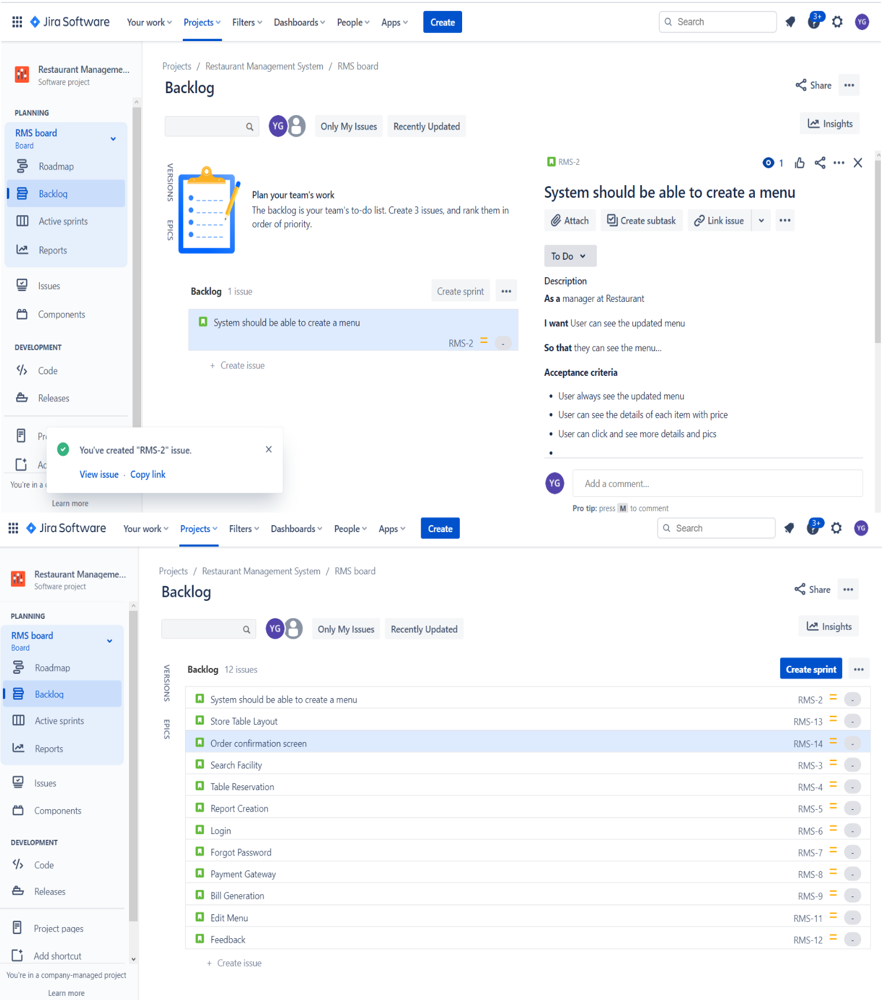 Jira Software Your work Projects Filters Dashboards People Apps Create Search 3+ YG
Restaurant Manageme...
Software project
PLANNING
RMS board
Board
Roadmap
Backlog
Active sprints
Reports
Issues
Components
DEVELOPMENT
Code
Releases
You're in a
Learn more
Projects / Restaurant Management System / RMS board
Backlog
Share
YG Only My Issues Recently Updated
Insights
VERSIONS
EPICS
Plan your team's work
The backlog is your team's to-do list. Create 3 issues, and rank them in
order of priority.
Backlog 1 issue Create sprint
System should be able to create a menu
RMS-2 -
+ Create issue
You've created "RMS-2" issue.
View issue · Copy link
RMS-2
1
System should be able to create a menu
Attach Create subtask Link issue
To Do
Description
As a manager at Restaurant
I want User can see the updated menu
So that they can see the menu...
Acceptance criteria
• User always see the updated menu
• User can see the details of each item with price
• User can click and see more details and pics
•
YG Add a comment...
Pro tip: press M to comment
Jira Software Your work Projects Filters Dashboards People Apps Create Search 3+ YG
Restaurant Manageme...
Software project
PLANNING
RMS board
Board
Roadmap
Backlog
Active sprints
Reports
Issues
Components
DEVELOPMENT
Code
Releases
Project pages
Add shortcut
You're in a company-managed project
Learn more
Projects / Restaurant Management System / RMS board
Backlog
Share
YG Only My Issues Recently Updated
Insights
VERSIONS
EPICS
Backlog 12 issues Create sprint
System should be able to create a menu RMS-2 -
Store Table Layout RMS-13 -
Order confirmation screen RMS-14 -
Search Facility RMS-3 -
Table Reservation RMS-4 -
Report Creation RMS-5 -
Login RMS-6 -
Forgot Password RMS-7 -
Payment Gateway RMS-8 -
Bill Generation RMS-9 -
Edit Menu RMS-11 -
Feedback RMS-12 -
+ Create issue